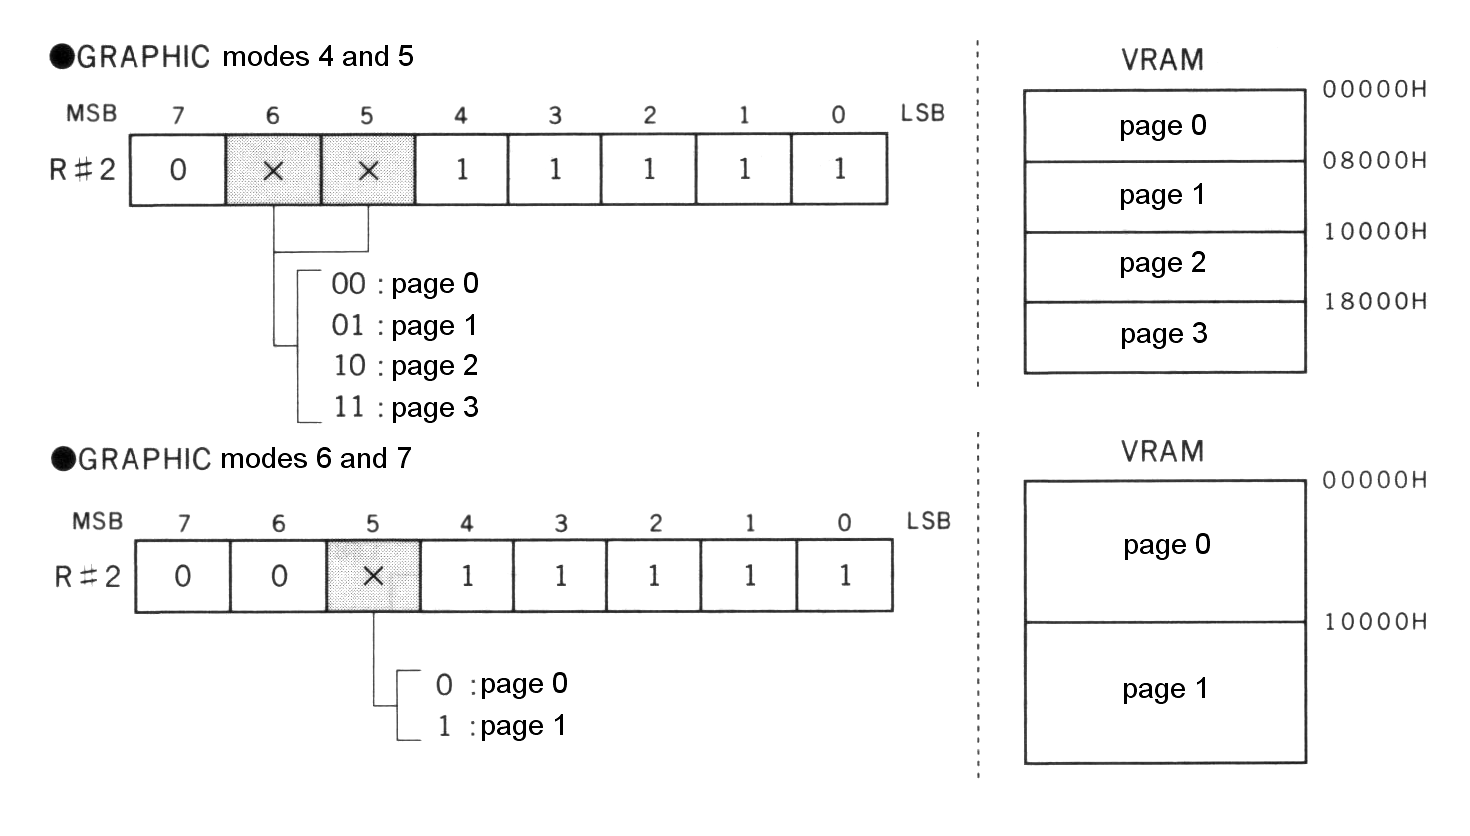 ●GRAPHIC modes 4 and 5
MSB 7 6 5 4 3 2 1 0 LSB
R#2 0 × × 1 1 1 1 1
00 : page 0
01 : page 1
10 : page 2
11 : page 3
VRAM
00000H
page 0
08000H
page 1
10000H
page 2
18000H
page 3
●GRAPHIC modes 6 and 7
MSB 7 6 5 4 3 2 1 0 LSB
R#2 0 0 × 1 1 1 1 1
0 :page 0
1 :page 1
VRAM
00000H
page 0
10000H
page 1